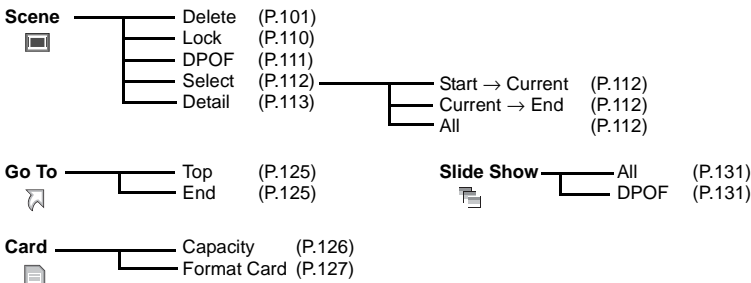 Scene Delete (P.101)
Lock (P.110)
DPOF (P.111)
Select (P.112) Start → Current (P.112)
Detail (P.113) Current → End (P.112)
All (P.112)
Go To Top (P.125) Slide Show All (P.131)
End (P.125) DPOF (P.131)
Card Capacity (P.126)
Format Card (P.127)